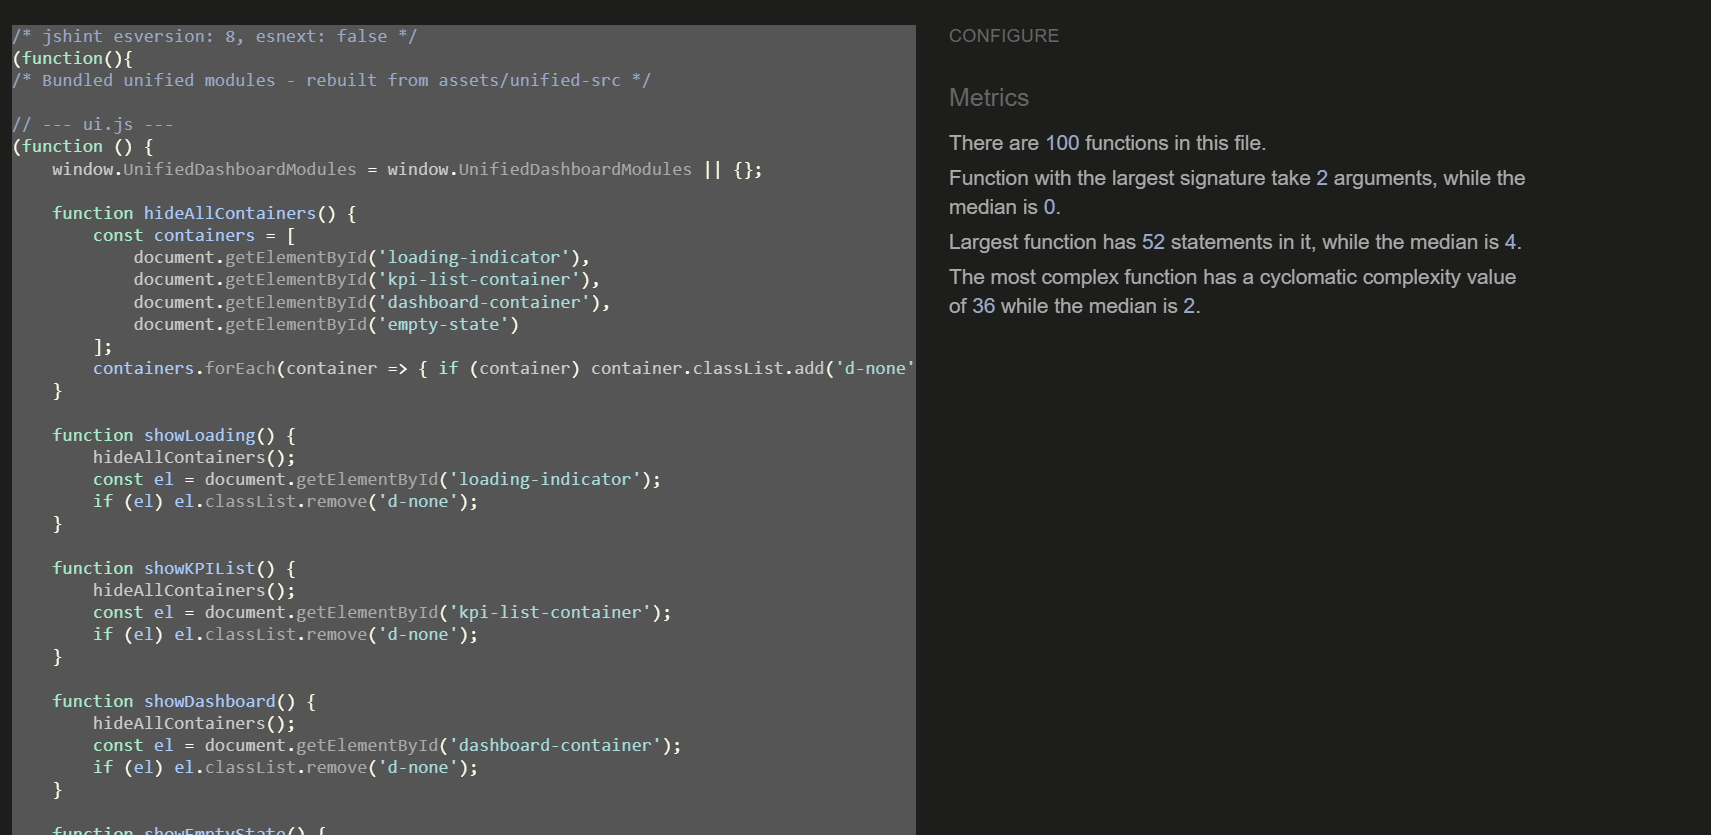 /* jshint esversion: 8, esnext: false */
(function(){
/* Bundled unified modules - rebuilt from assets/unified-src */
// --- ui.js ---
(function () {
    window.UnifiedDashboardModules = window.UnifiedDashboardModules || {};
    function hideAllContainers() {
        const containers = [
            document.getElementById('loading-indicator'),
            document.getElementById('kpi-list-container'),
            document.getElementById('dashboard-container'),
            document.getElementById('empty-state')
        ];
        containers.forEach(container => { if (container) container.classList.add('d-none'
    }
    function showLoading() {
        hideAllContainers();
        const el = document.getElementById('loading-indicator');
        if (el) el.classList.remove('d-none');
    }
    function showKPIList() {
        hideAllContainers();
        const el = document.getElementById('kpi-list-container');
        if (el) el.classList.remove('d-none');
    }
    function showDashboard() {
        hideAllContainers();
        const el = document.getElementById('dashboard-container');
        if (el) el.classList.remove('d-none');
    }
    function showEmptyState() {
CONFIGURE
Metrics
There are 100 functions in this file.
Function with the largest signature take 2 arguments, while the
median is 0.
Largest function has 52 statements in it, while the median is 4.
The most complex function has a cyclomatic complexity value
of 36 while the median is 2.